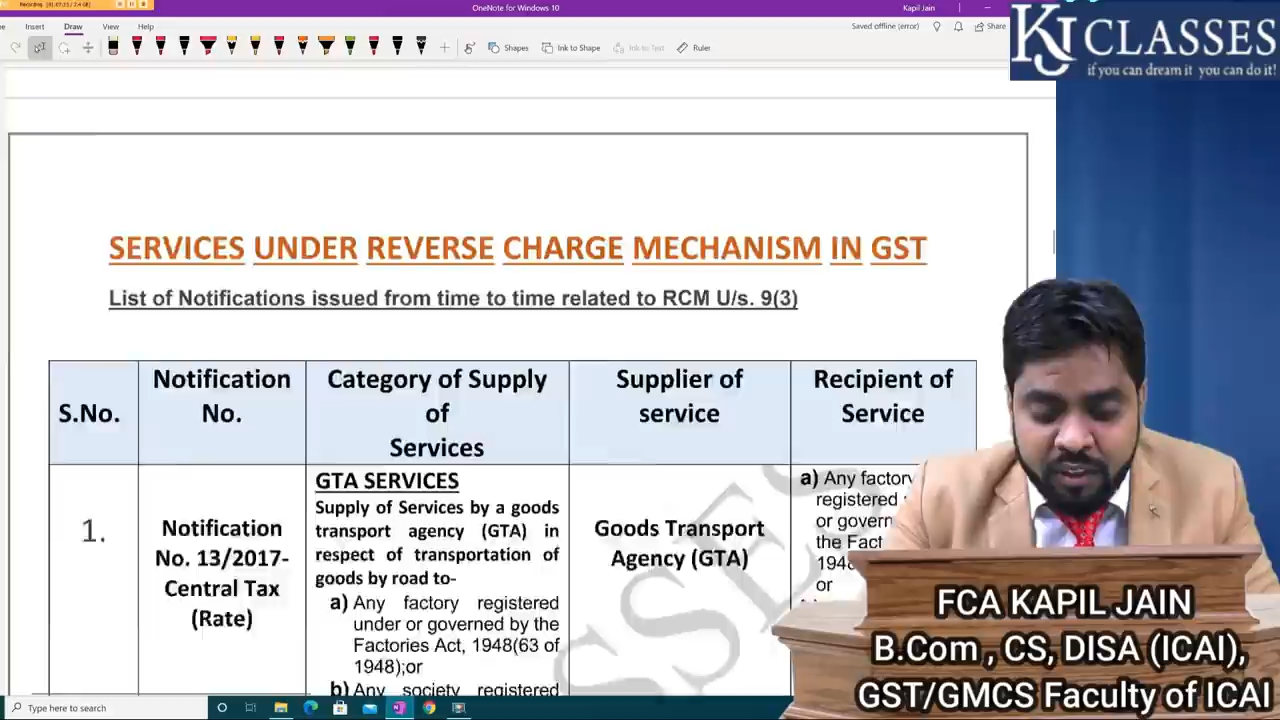 OneNote for Windows 10
Kapil Jain
Insert
Draw
View
Help
Saved offline (error)
Share
Shapes
Ink to Shape
Ink to Text
Ruler
KJ CLASSES
if you can dream it you can do it!
SERVICES UNDER REVERSE CHARGE MECHANISM IN GST
List of Notifications issued from time to time related to RCM U/s. 9(3)
S.No.
Notification
No.
Category of Supply
of
Services
Supplier of
service
Recipient of
Service
1.
Notification
No. 13/2017-
Central Tax
(Rate)
GTA SERVICES
Supply of Services by a goods
transport agency (GTA) in
respect of transportation of
goods by road to-
a) Any factory registered
under or governed by the
Factories Act, 1948(63 of
1948);or
b) Any society registered
Goods Transport
Agency (GTA)
a) Any factory
registered
or govern
the Fact
194
or
SSES
FCA KAPIL JAIN
B.Com , CS, DISA (ICAI),
GST/GMCS Faculty of ICAI
Type here to search